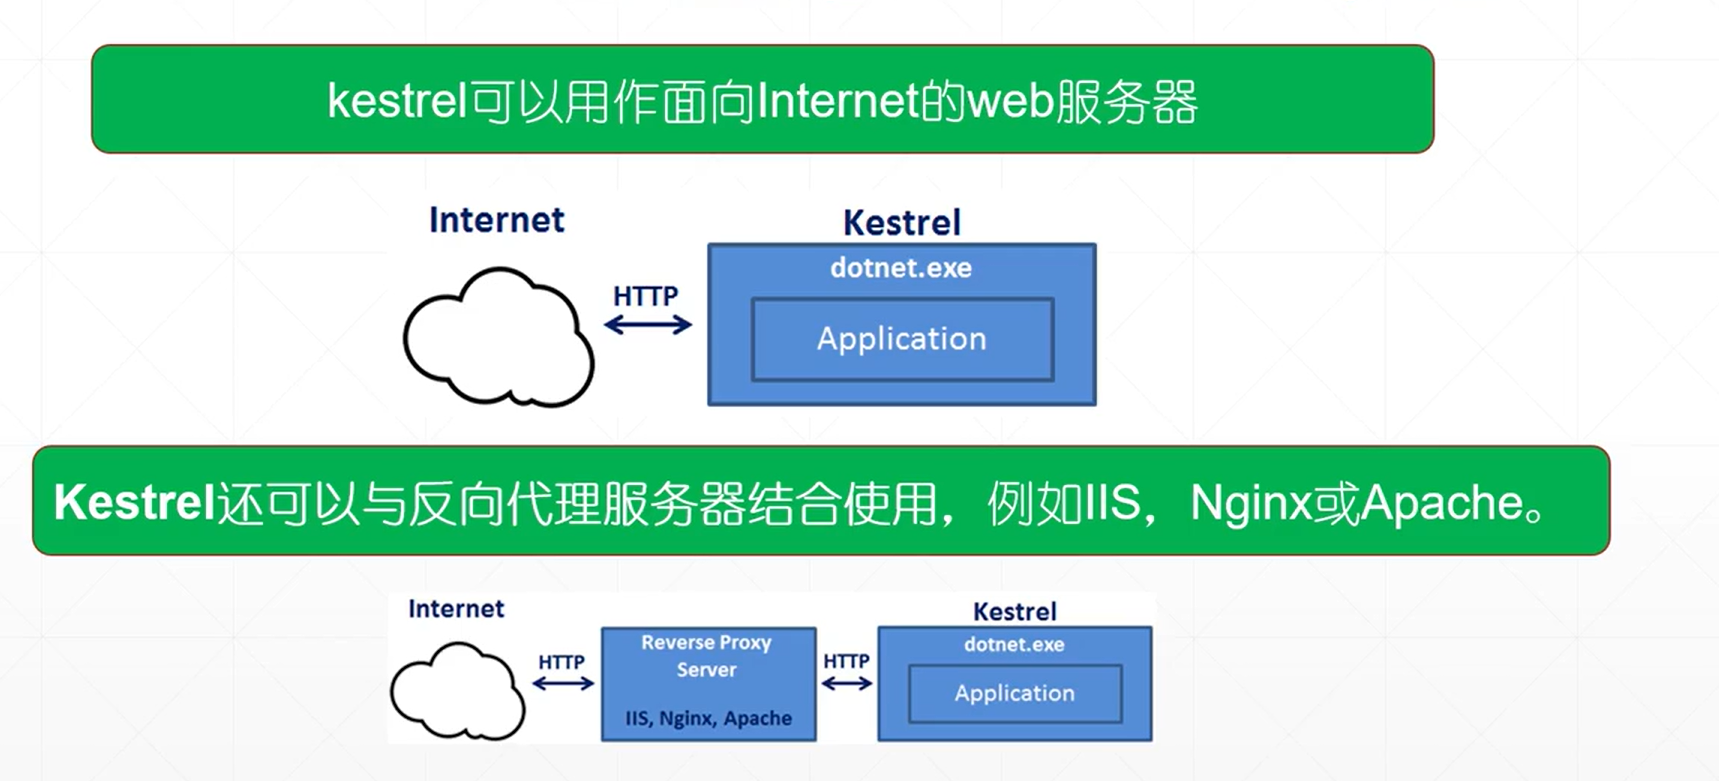 kestrel可以用作面向Internet的web服务器
Internet
Kestrel
dotnet.exe
HTTP
Application
Kestrel还可以与反向代理服务器结合使用，例如IIS，Nginx或Apache。
Internet
Kestrel
Reverse Proxy
Server
dotnet.exe
HTTP
HTTP
Application
IIS, Nginx, Apache